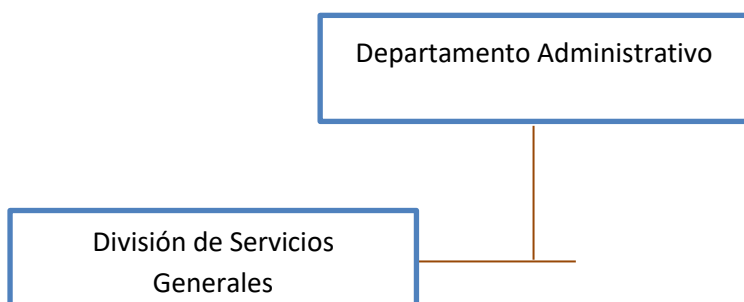 Departamento Administrativo
División de Servicios
Generales